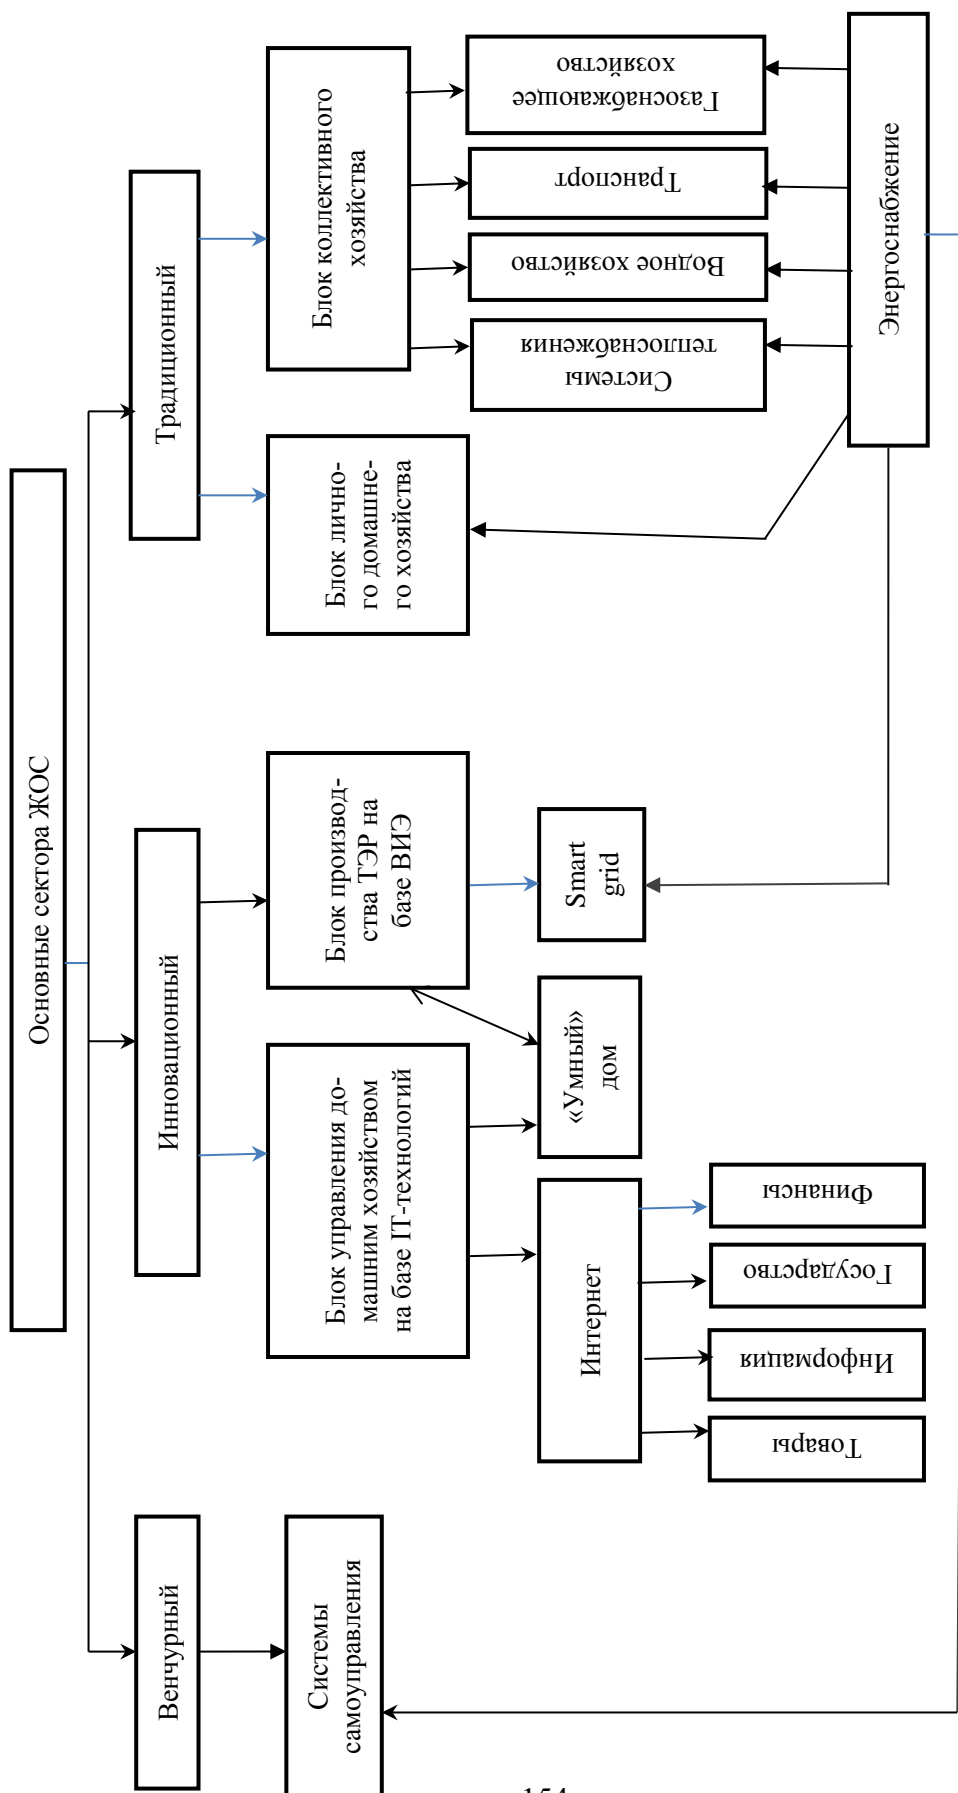 Основные сектора ЖОС
Венчурный
Инновационный
Традиционный
Системы
самоуправления
Блок управления до-
машним хозяйством
на базе IT-технологий
Блок производ-
ства ТЭР на
базе ВИЭ
Блок лично-
го домашне-
го хозяйства
Блок коллективного
хозяйства
Интернет
«Умный»
дом
Smart
grid
Системы
теплоснабжения
Водное хозяйство
Транспорт
Газоснабжающее
хозяйство
Товары
Информация
Государство
Финансы
Энергоснабжение
154